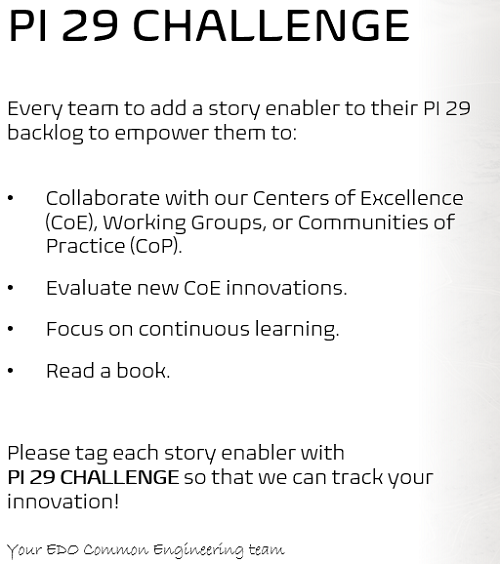 PI 29 CHALLENGE
Every team to add a story enabler to their PI 29
backlog to empower them to:
• Collaborate with our Centers of Excellence
(CoE), Working Groups, or Communities of
Practice (CoP).
• Evaluate new CoE innovations.
• Focus on continuous learning.
• Read a book.
Please tag each story enabler with
PI 29 CHALLENGE so that we can track your
innovation!
Your EDO Common Engineering team